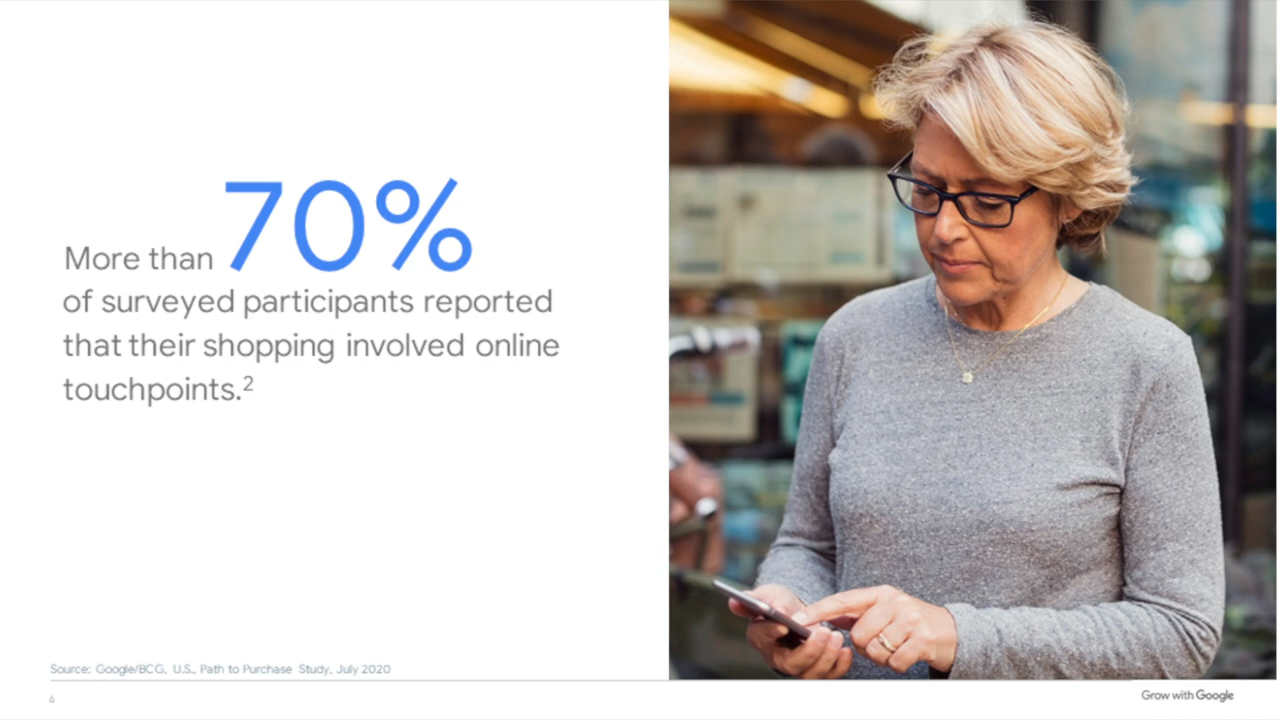 More than 70%
of surveyed participants reported
that their shopping involved online
touchpoints.²
Source: Google/BCG, U.S., Path to Purchase Study, July 2020
6
Grow with Google